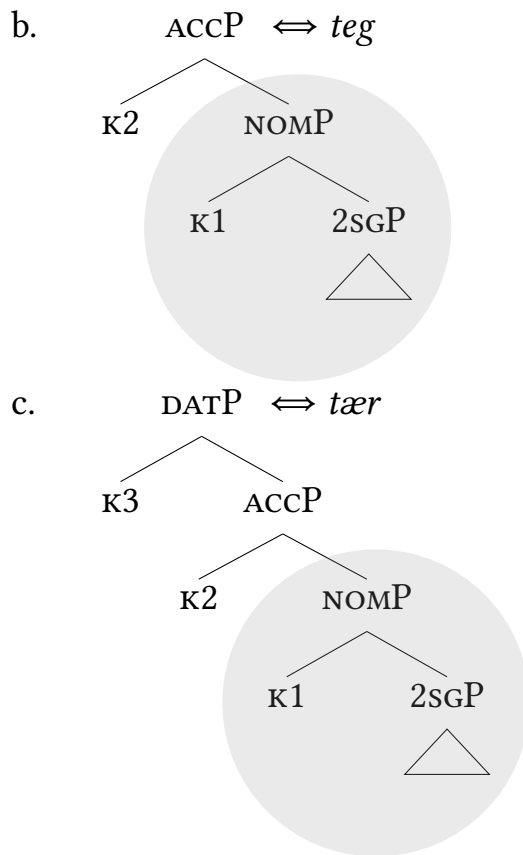 b. ACCP ⟺ teg
K2 NOMP
K1 2SGP
c. DATP ⟺ tær
K3 ACCP
K2 NOMP
K1 2SGP